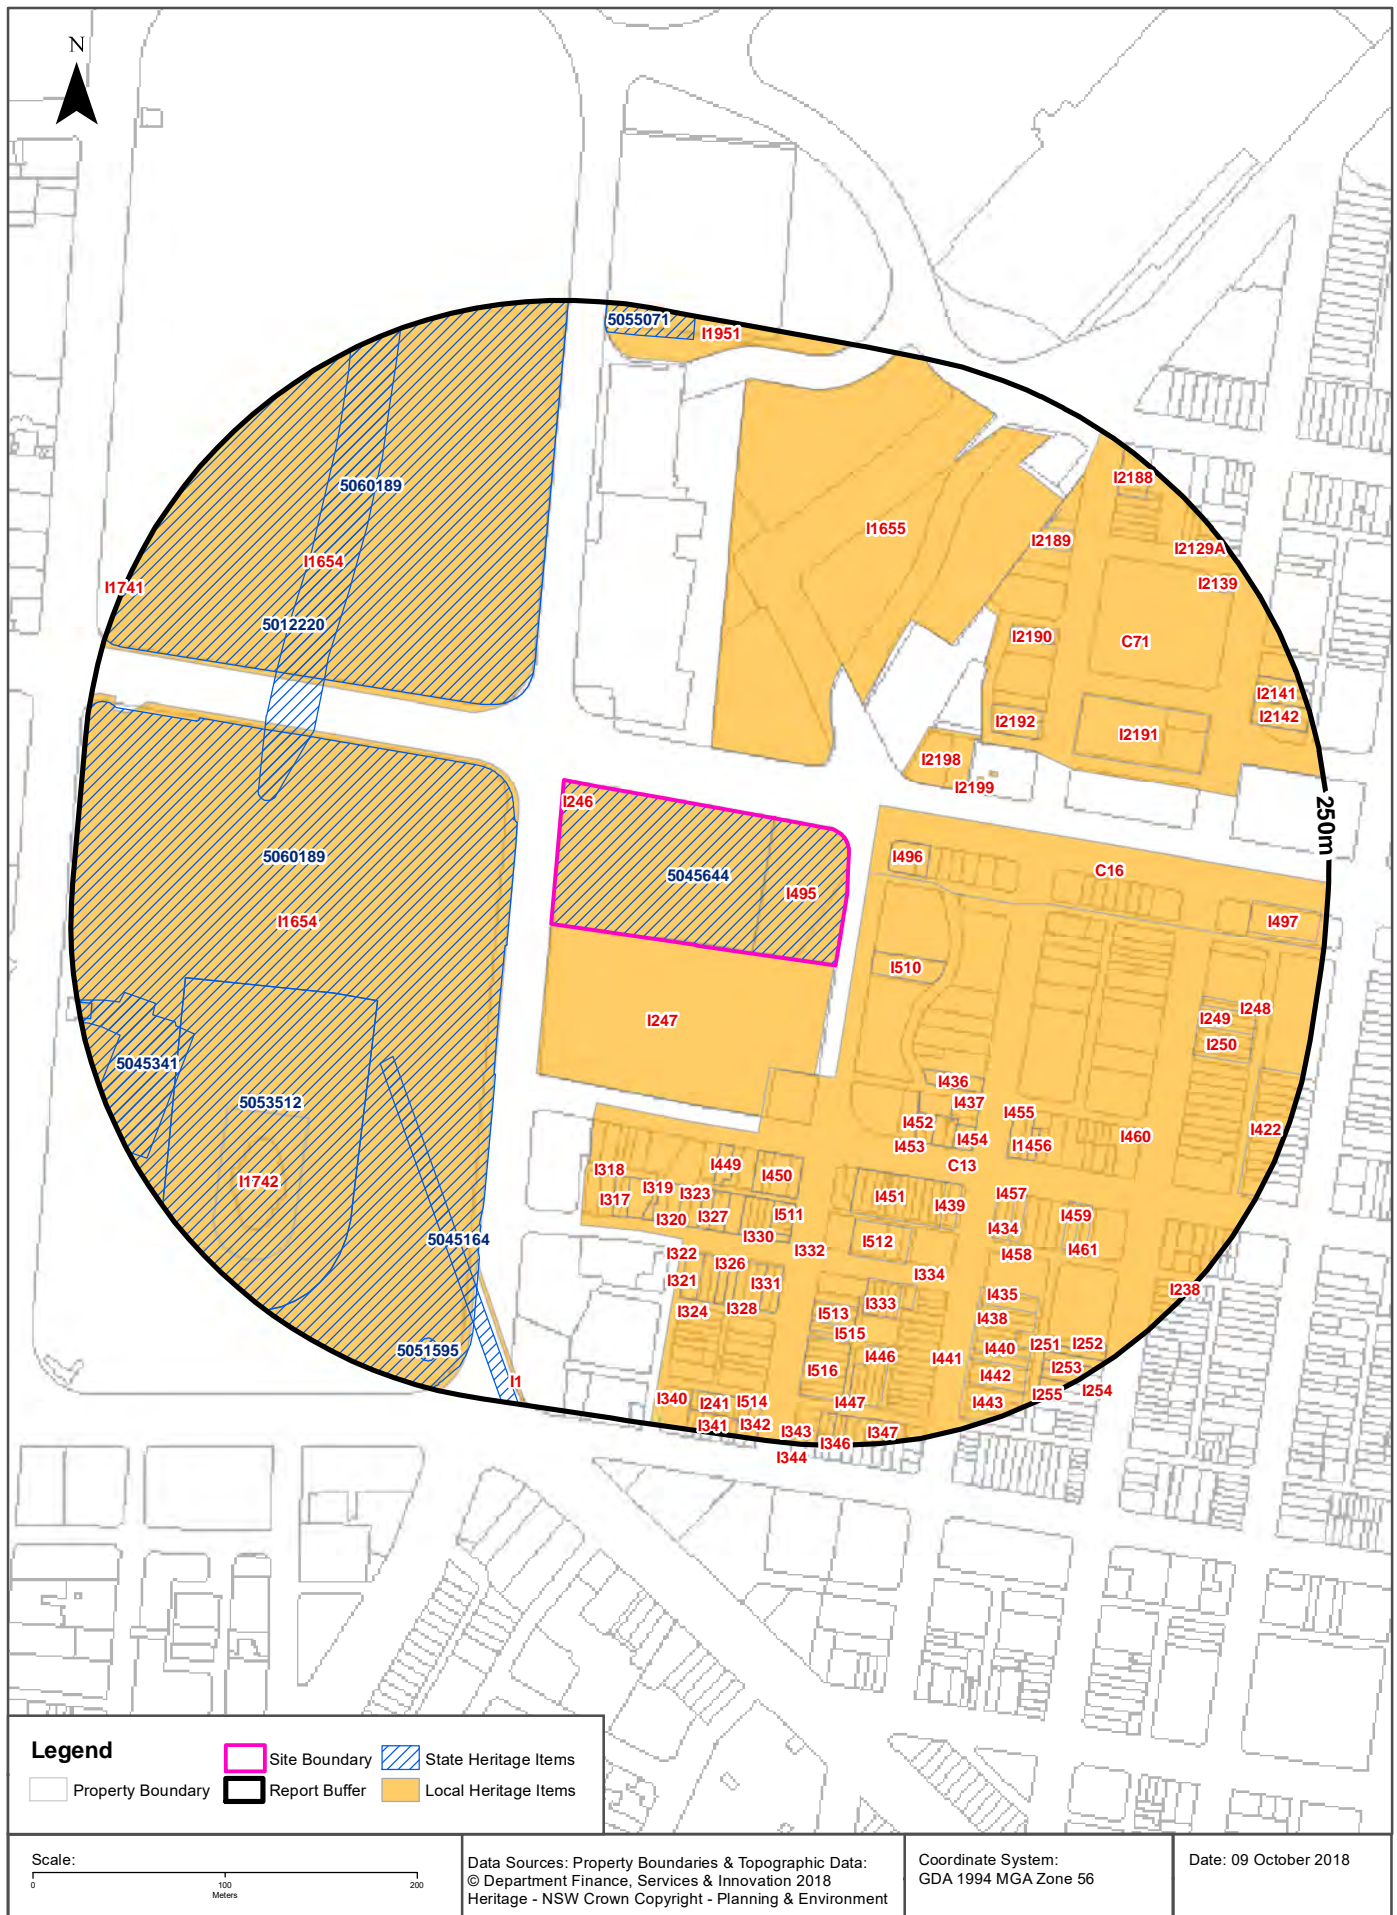 N
5055071
I1951
5060189
I2188
I1655
I2189
I2129A
I1654
I1741
I2139
5012220
I2190
C71
I2141
I2142
I2192
I2191
I2198
I2199
I246
250m
5060189
I496
C16
5045644
I495
I1654
I497
I510
I247
I248
I249
I250
5045341
I436
5053512
I437
I455
I452
I422
I453
I454
I1456
I460
I449
C13
I318
I450
I1742
I319
I323
I317
I451
I439
I457
I320
I327
I511
I459
I434
5045164
I330
I512
I322
I332
I458
I461
I326
I321
I331
I334
I238
I435
I324
I328
I513
I333
I438
I515
5051595
I440
I251
I252
I446
I441
I516
I442
I253
I1
I340
I241
I514
I447
I443
I255
I254
I341
I342
I343
I346
I347
I344
Legend
Site Boundary
State Heritage Items
Property Boundary
Report Buffer
Local Heritage Items
Scale:
0 100 200
Meters
Data Sources: Property Boundaries & Topographic Data:
© Department Finance, Services & Innovation 2018
Heritage - NSW Crown Copyright - Planning & Environment
Coordinate System:
GDA 1994 MGA Zone 56
Date: 09 October 2018